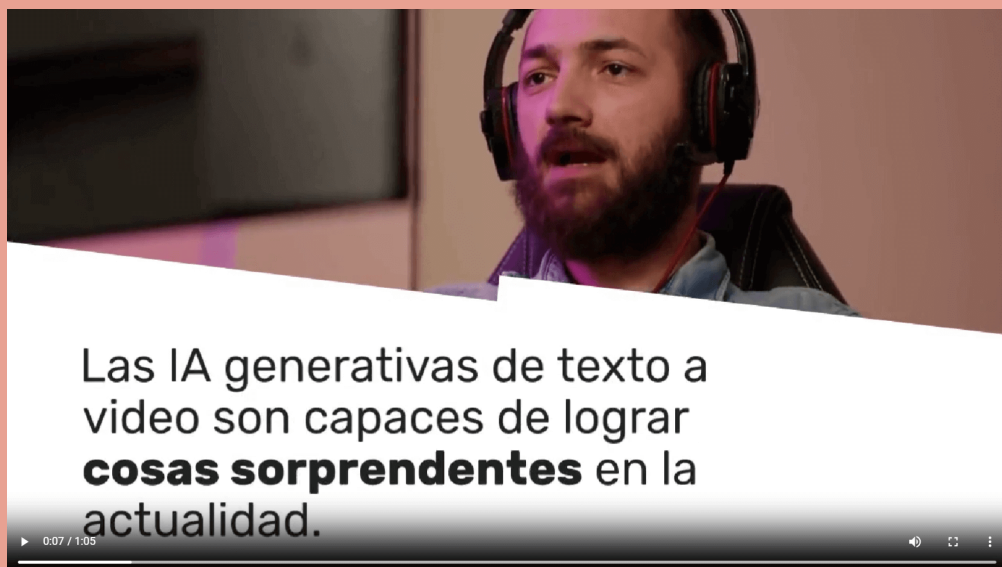 Las IA generativas de texto a
video son capaces de lograr
cosas sorprendentes en la
actualidad.
0:07 / 1:05